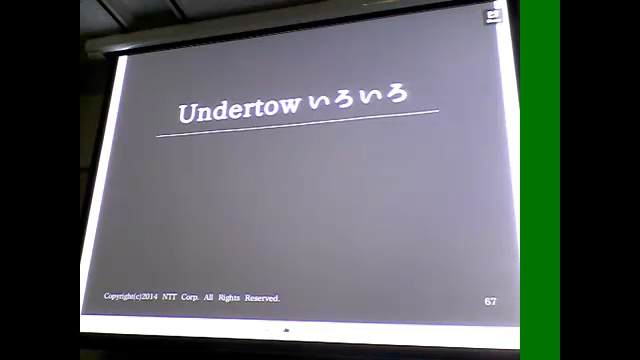 Undertow いろいろ
Copyright(c)2014 NTT Corp. All Rights Reserved.
67